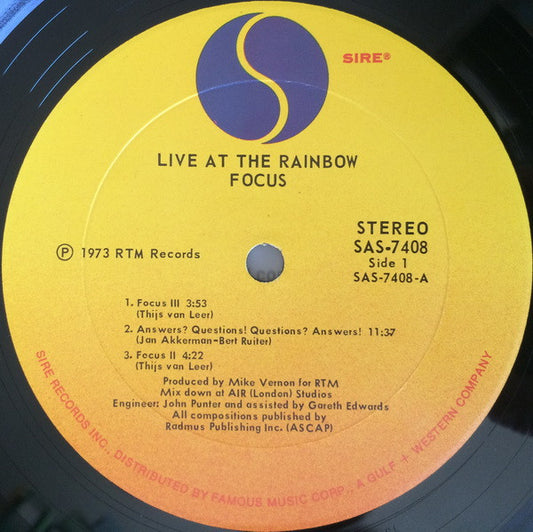 SIRE®
LIVE AT THE RAINBOW
FOCUS
STEREO
SAS-7408
Side 1
SAS-7408-A
Ⓟ 1973 RTM Records
1. Focus III 3:53
(Thijs van Leer)
2. Answers? Questions! Questions? Answers! 11:37
(Jan Akkerman-Bert Ruiter)
3. Focus II 4:22
(Thijs van Leer)
Produced by Mike Vernon for RTM
Mix down at AIR (London) Studios
Engineer: John Punter and assisted by Gareth Edwards
All compositions published by
Radmus Publishing Inc. (ASCAP)
SIRE RECORDS INC., DISTRIBUTED BY FAMOUS MUSIC CORP., A GULF + WESTERN COMPANY